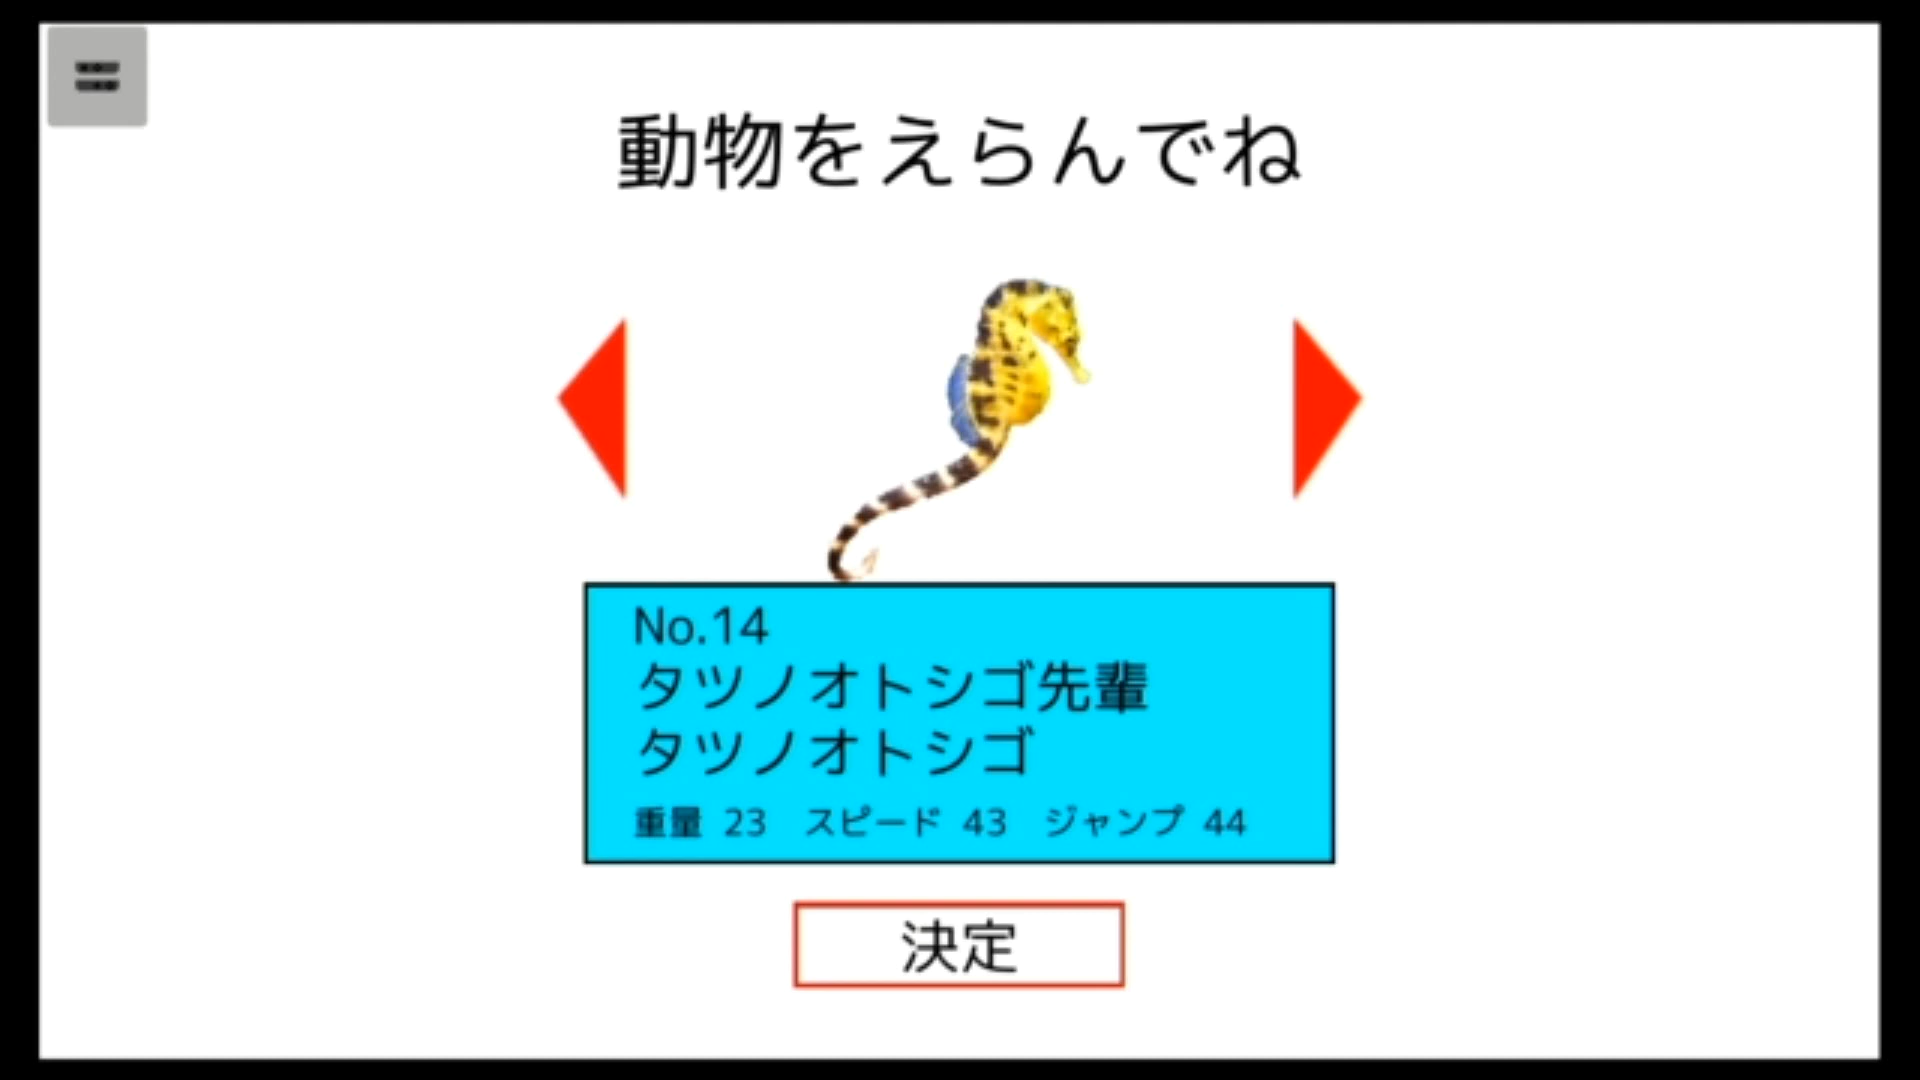 動物をえらんでね
No.14
タツノオトシゴ先輩
タツノオトシゴ
重量 23 スピード 43 ジャンプ 44
決定